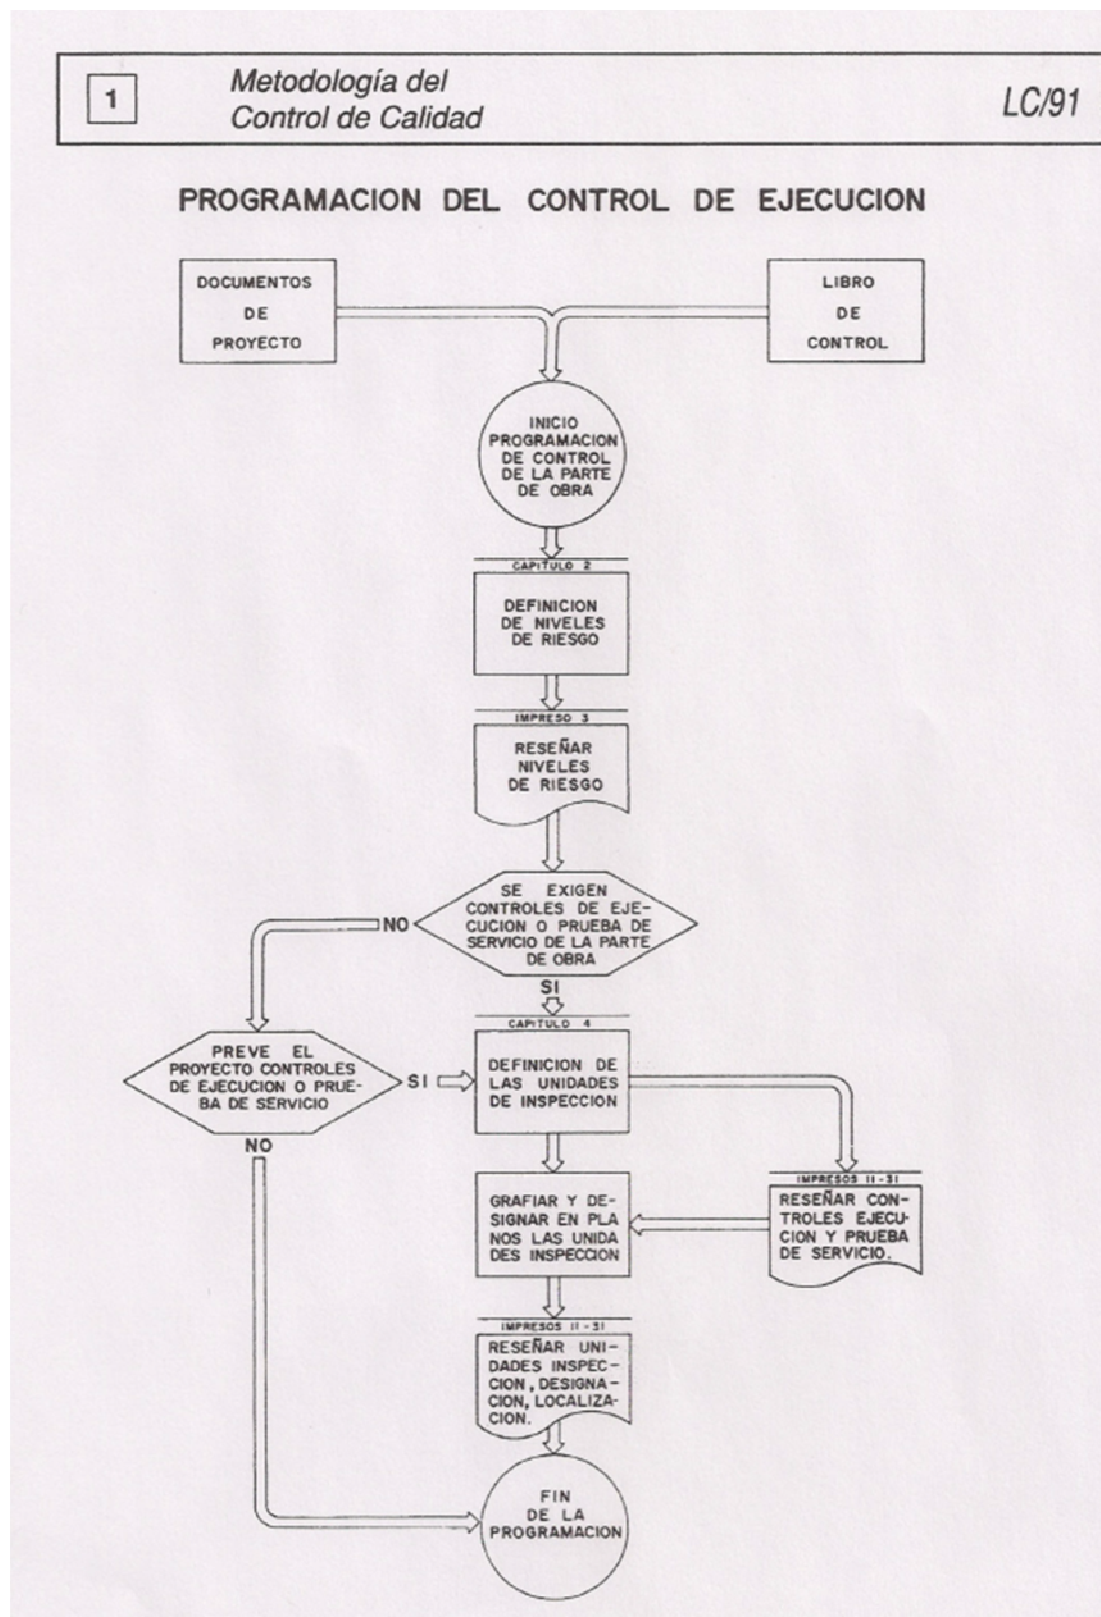 1
Metodología del
Control de Calidad
LC/91
PROGRAMACION DEL CONTROL DE EJECUCION
DOCUMENTOS
DE
PROYECTO
LIBRO
DE
CONTROL
INICIO
PROGRAMACION
DE CONTROL
DE LA PARTE
DE OBRA
CAPITULO 2
DEFINICION
DE NIVELES
DE RIESGO
IMPRESO 3
RESEÑAR
NIVELES
DE RIESGO
SE EXIGEN
CONTROLES DE EJE-
CUCION O PRUEBA DE
SERVICIO DE LA PARTE
DE OBRA
NO
SI
PREVE EL
PROYECTO CONTROLES
DE EJECUCION O PRUE-
BA DE SERVICIO
SI
NO
CAPITULO 4
DEFINICION DE
LAS UNIDADES
DE INSPECCION
IMPRESOS 11-31
RESEÑAR CON-
TROLES EJECU-
CION Y PRUEBA
DE SERVICIO.
GRAFIAR Y DE-
SIGNAR EN PLA
NOS LAS UNIDA
DES INSPECCION
IMPRESOS 11-31
RESEÑAR UNI-
DADES INSPEC-
CION, DESIGNA-
CION, LOCALIZA-
CION.
FIN
DE LA
PROGRAMACION